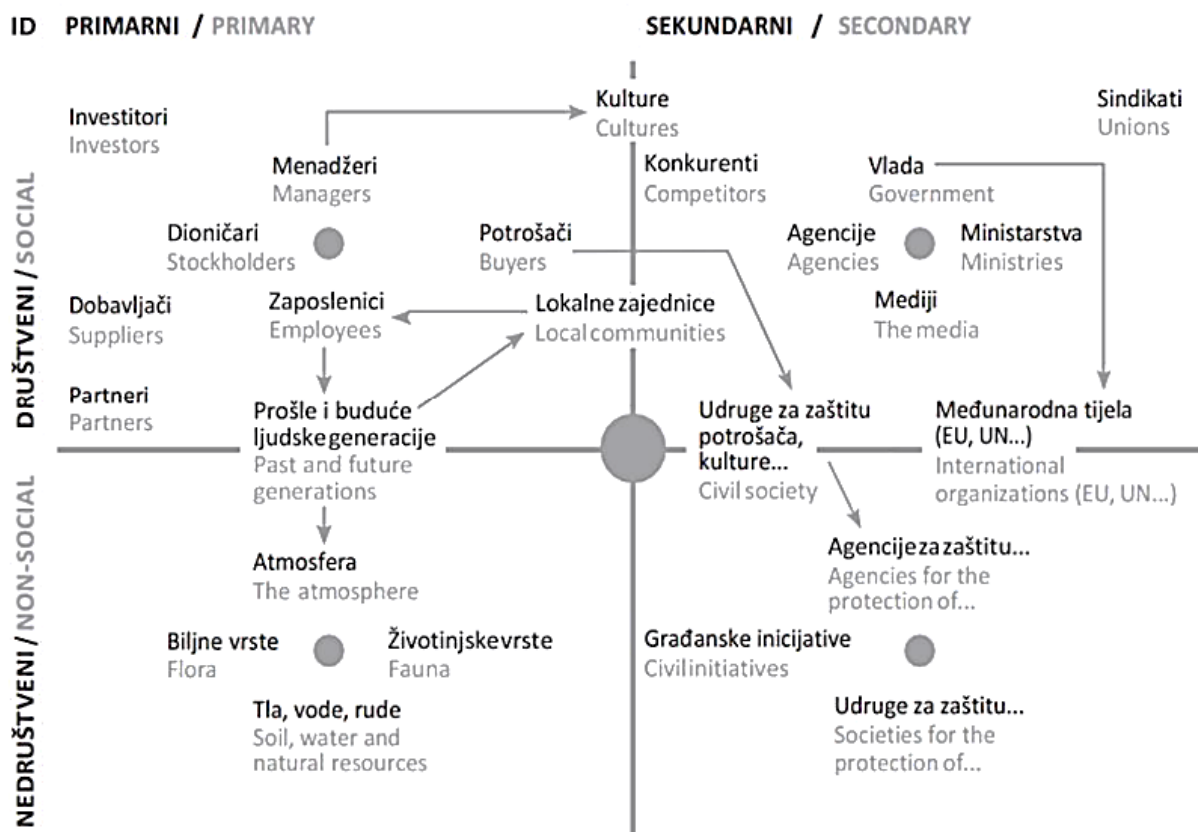 ID PRIMARNI / PRIMARY
SEKUNDARNI / SECONDARY
DRUŠTVENI / SOCIAL
NEDRUŠTVENI / NON-SOCIAL
Investitori
Investors
Menadžeri
Managers
Dioničari
Stockholders
Potrošači
Buyers
Dobavljači
Suppliers
Zaposlenici
Employees
Lokalne zajednice
Local communities
Partneri
Partners
Prošle i buduće
ljudske generacije
Past and future
generations
Kulture
Cultures
Sindikati
Unions
Konkurenti
Competitors
Vlada
Government
Agencije
Agencies
Ministarstva
Ministries
Mediji
The media
Udruge za zaštitu
potrošača,
kulture...
Civil society
Međunarodna tijela
(EU, UN...)
International
organizations (EU, UN...)
Atmosfera
The atmosphere
Biljne vrste
Flora
Životinjske vrste
Fauna
Tla, vode, rude
Soil, water and
natural resources
Agencije za zaštitu...
Agencies for the
protection of...
Građanske inicijative
Civil initiatives
Udruge za zaštitu...
Societies for the
protection of...